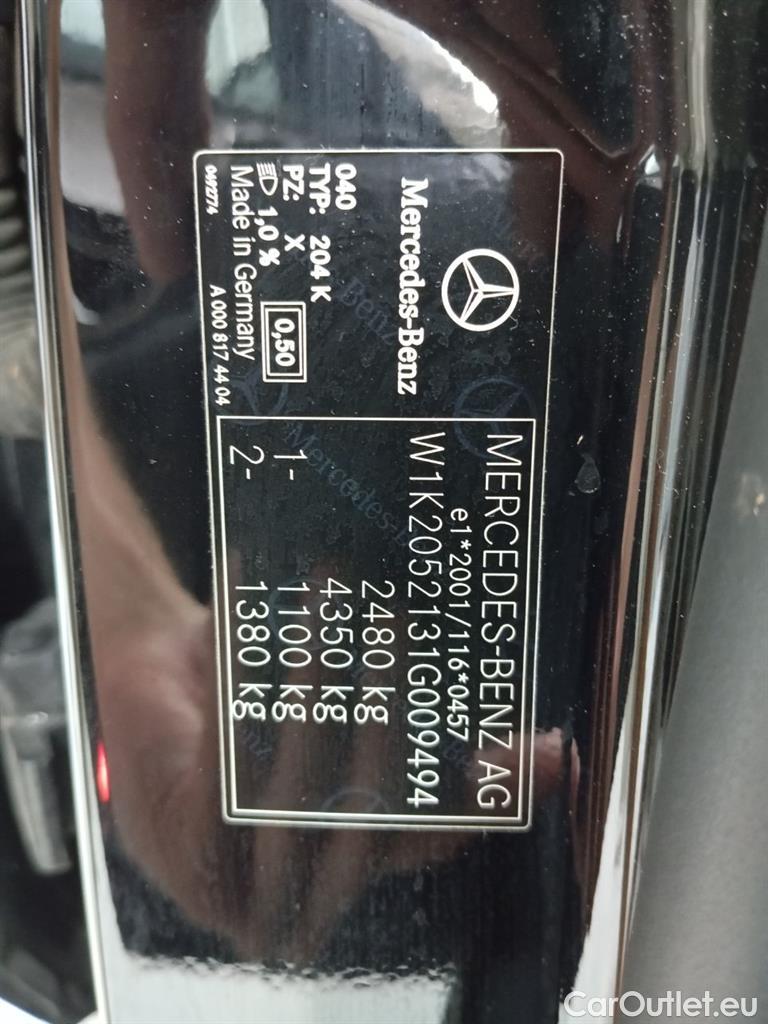 Mercedes-Benz
040
TYP: 204 K
PZ: X
1,0 % 0,50
Made in Germany
0492774 A 000 817 44 04
MERCEDES-BENZ AG
e1*2001/116*0457
W1K2052131G009494
2480 kg
4350 kg
1- 1100 kg
2- 1380 kg
CarOutlet.eu